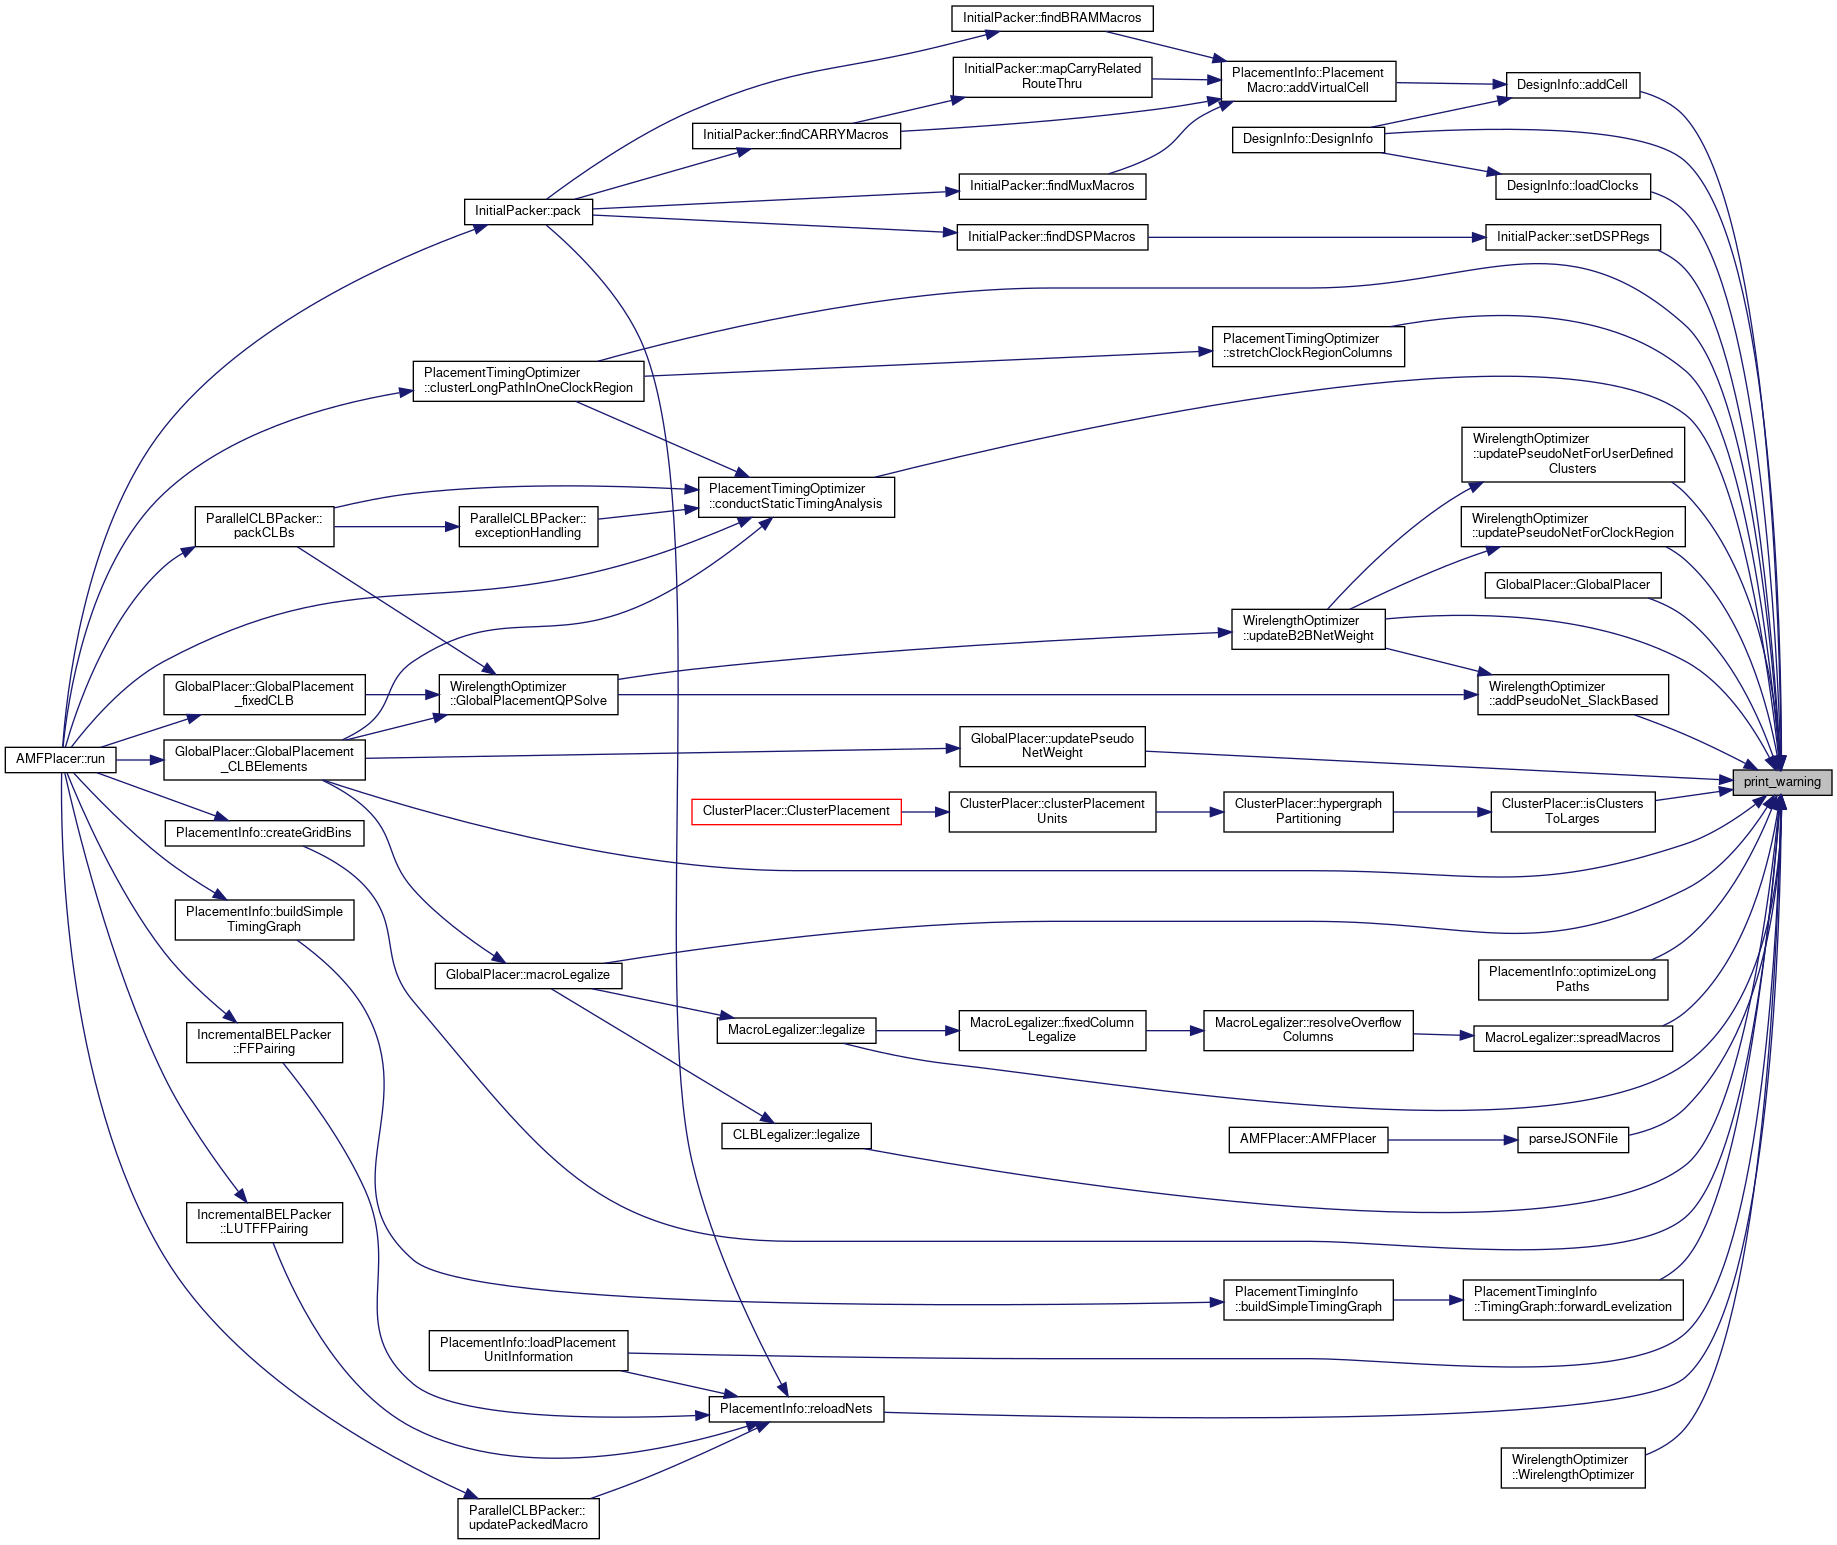 InitialPacker::findBRAMMacros
InitialPacker::mapCarryRelated
RouteThru
PlacementInfo::Placement
Macro::addVirtualCell
DesignInfo::addCell
InitialPacker::findCARRYMacros
DesignInfo::DesignInfo
InitialPacker::findMuxMacros
DesignInfo::loadClocks
InitialPacker::pack
InitialPacker::findDSPMacros
InitialPacker::setDSPRegs
PlacementTimingOptimizer
::stretchClockRegionColumns
PlacementTimingOptimizer
::clusterLongPathInOneClockRegion
WirelengthOptimizer
::updatePseudoNetForUserDefined
Clusters
PlacementTimingOptimizer
::conductStaticTimingAnalysis
ParallelCLBPacker::
packCLBs
ParallelCLBPacker::
exceptionHandling
WirelengthOptimizer
::updatePseudoNetForClockRegion
GlobalPlacer::GlobalPlacer
WirelengthOptimizer
::updateB2BNetWeight
GlobalPlacer::GlobalPlacement
_fixedCLB
WirelengthOptimizer
::GlobalPlacementQPSolve
WirelengthOptimizer
::addPseudoNet_SlackBased
AMFPlacer::run
GlobalPlacer::GlobalPlacement
_CLBElements
GlobalPlacer::updatePseudo
NetWeight
print_warning
ClusterPlacer::ClusterPlacement
ClusterPlacer::clusterPlacement
Units
ClusterPlacer::hypergraph
Partitioning
ClusterPlacer::isClusters
ToLarges
PlacementInfo::createGridBins
PlacementInfo::buildSimple
TimingGraph
GlobalPlacer::macroLegalize
PlacementInfo::optimizeLong
Paths
MacroLegalizer::legalize
MacroLegalizer::fixedColumn
Legalize
MacroLegalizer::resolveOverflow
Columns
MacroLegalizer::spreadMacros
IncrementalBELPacker
::FFPairing
CLBLegalizer::legalize
AMFPlacer::AMFPlacer
parseJSONFile
IncrementalBELPacker
::LUTFFPairing
PlacementTimingInfo
::buildSimpleTimingGraph
PlacementTimingInfo
::TimingGraph::forwardLevelization
PlacementInfo::loadPlacement
UnitInformation
PlacementInfo::reloadNets
WirelengthOptimizer
::WirelengthOptimizer
ParallelCLBPacker::
updatePackedMacro